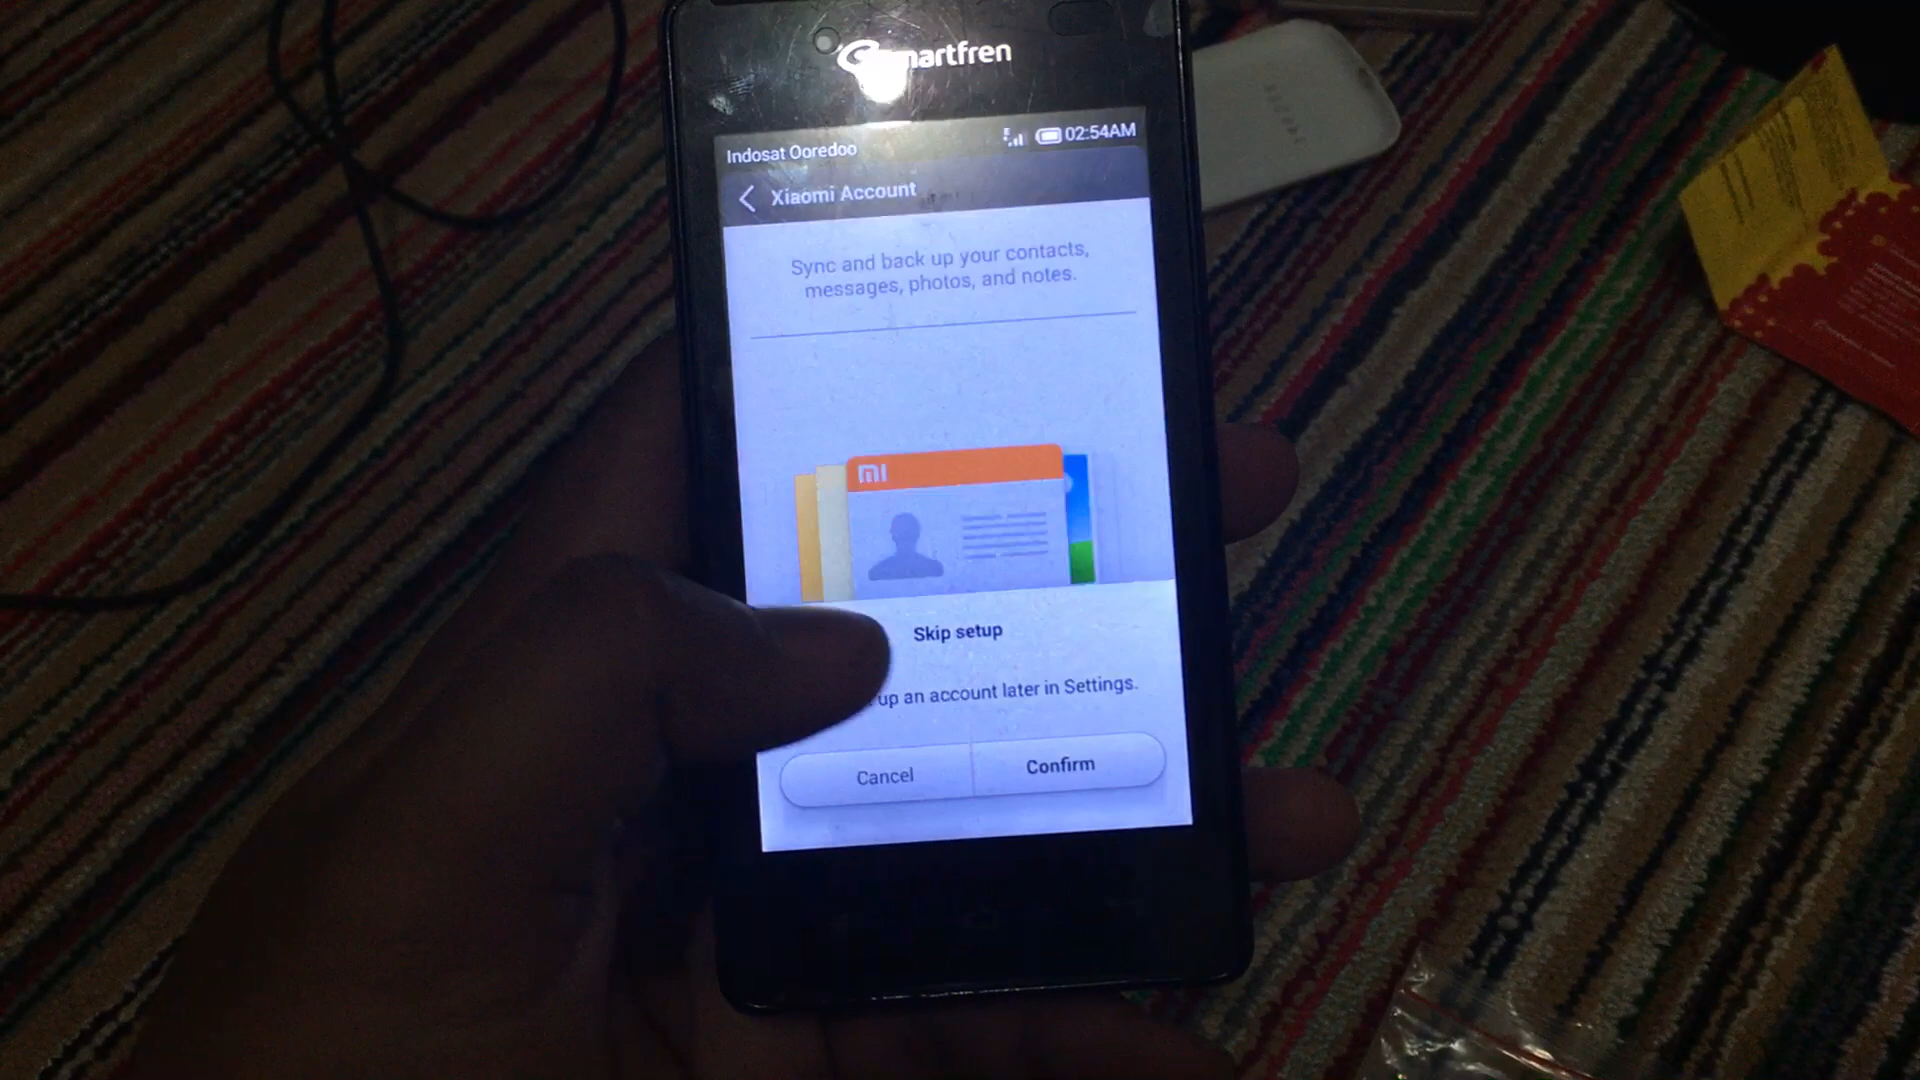 smartfren
Indosat Ooredoo
02:54AM
Xiaomi Account
Sync and back up your contacts,
messages, photos, and notes.
MI
Skip setup
up an account later in Settings.
Cancel
Confirm